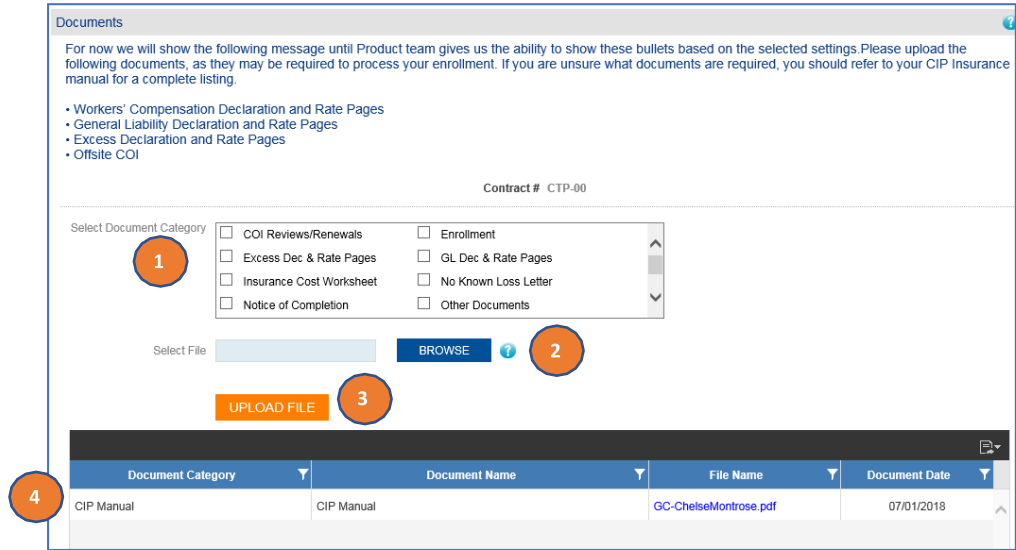 Documents
For now we will show the following message until Product team gives us the ability to show these bullets based on the selected settings.Please upload the
following documents, as they may be required to process your enrollment. If you are unsure what documents are required, you should refer to your CIP Insurance
manual for a complete listing.
• Workers' Compensation Declaration and Rate Pages
• General Liability Declaration and Rate Pages
• Excess Declaration and Rate Pages
• Offsite COI
Contract # CTP-00
Select Document Category
COI Reviews/Renewals Enrollment
Excess Dec & Rate Pages GL Dec & Rate Pages
1
Insurance Cost Worksheet No Known Loss Letter
Notice of Completion Other Documents
Select File BROWSE ? 2
UPLOAD FILE 3
Document Category Document Name File Name Document Date
4 CIP Manual CIP Manual GC-ChelseMontrose.pdf 07/01/2018